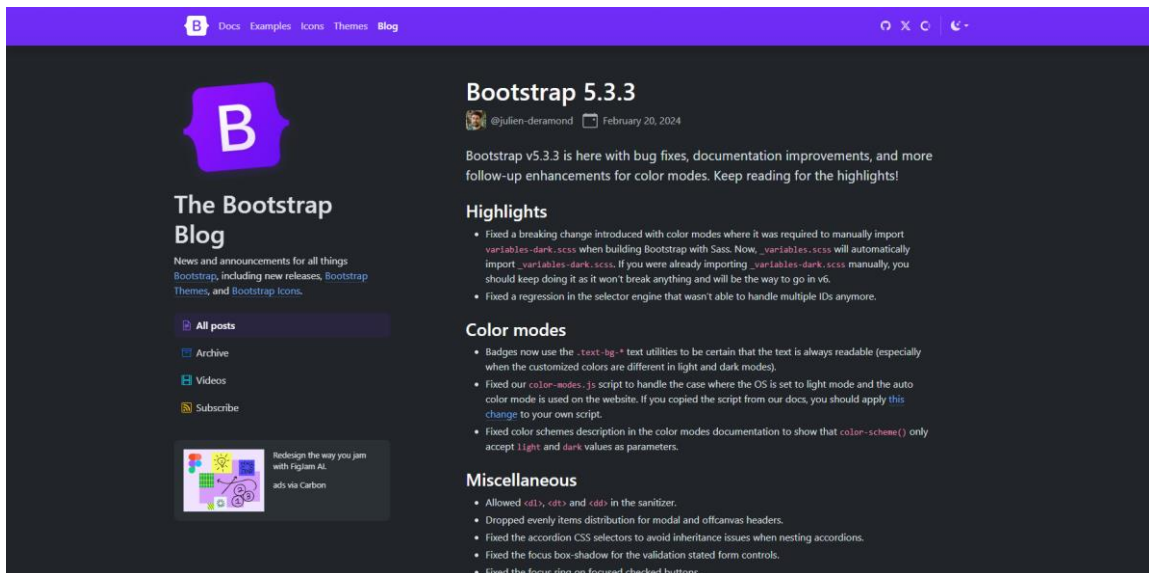 B Docs Examples Icons Themes Blog
B
The Bootstrap
Blog
News and announcements for all things
Bootstrap, including new releases, Bootstrap
Themes, and Bootstrap Icons.
All posts
Archive
Videos
Subscribe
Redesign the way you jam
with FigJam AI.
ads via Carbon
Bootstrap 5.3.3
@julien-deramond February 20, 2024
Bootstrap v5.3.3 is here with bug fixes, documentation improvements, and more
follow-up enhancements for color modes. Keep reading for the highlights!
Highlights
• Fixed a breaking change introduced with color modes where it was required to manually import
variables-dark.scss when building Bootstrap with Sass. Now, _variables.scss will automatically
import _variables-dark.scss. If you were already importing _variables-dark.scss manually, you
should keep doing it as it won't break anything and will be the way to go in v6.
• Fixed a regression in the selector engine that wasn't able to handle multiple IDs anymore.
Color modes
• Badges now use the .text-bg-* text utilities to be certain that the text is always readable (especially
when the customized colors are different in light and dark modes).
• Fixed our color-modes.js script to handle the case where the OS is set to light mode and the auto
color mode is used on the website. If you copied the script from our docs, you should apply this
change to your own script.
• Fixed color schemes description in the color modes documentation to show that color-scheme() only
accept light and dark values as parameters.
Miscellaneous
• Allowed <dl>, <dt> and <dd> in the sanitizer.
• Dropped evenly items distribution for modal and offcanvas headers.
• Fixed the accordion CSS selectors to avoid inheritance issues when nesting accordions.
• Fixed the focus box-shadow for the validation stated form controls.
• Fixed the focus ring on focused checked buttons.